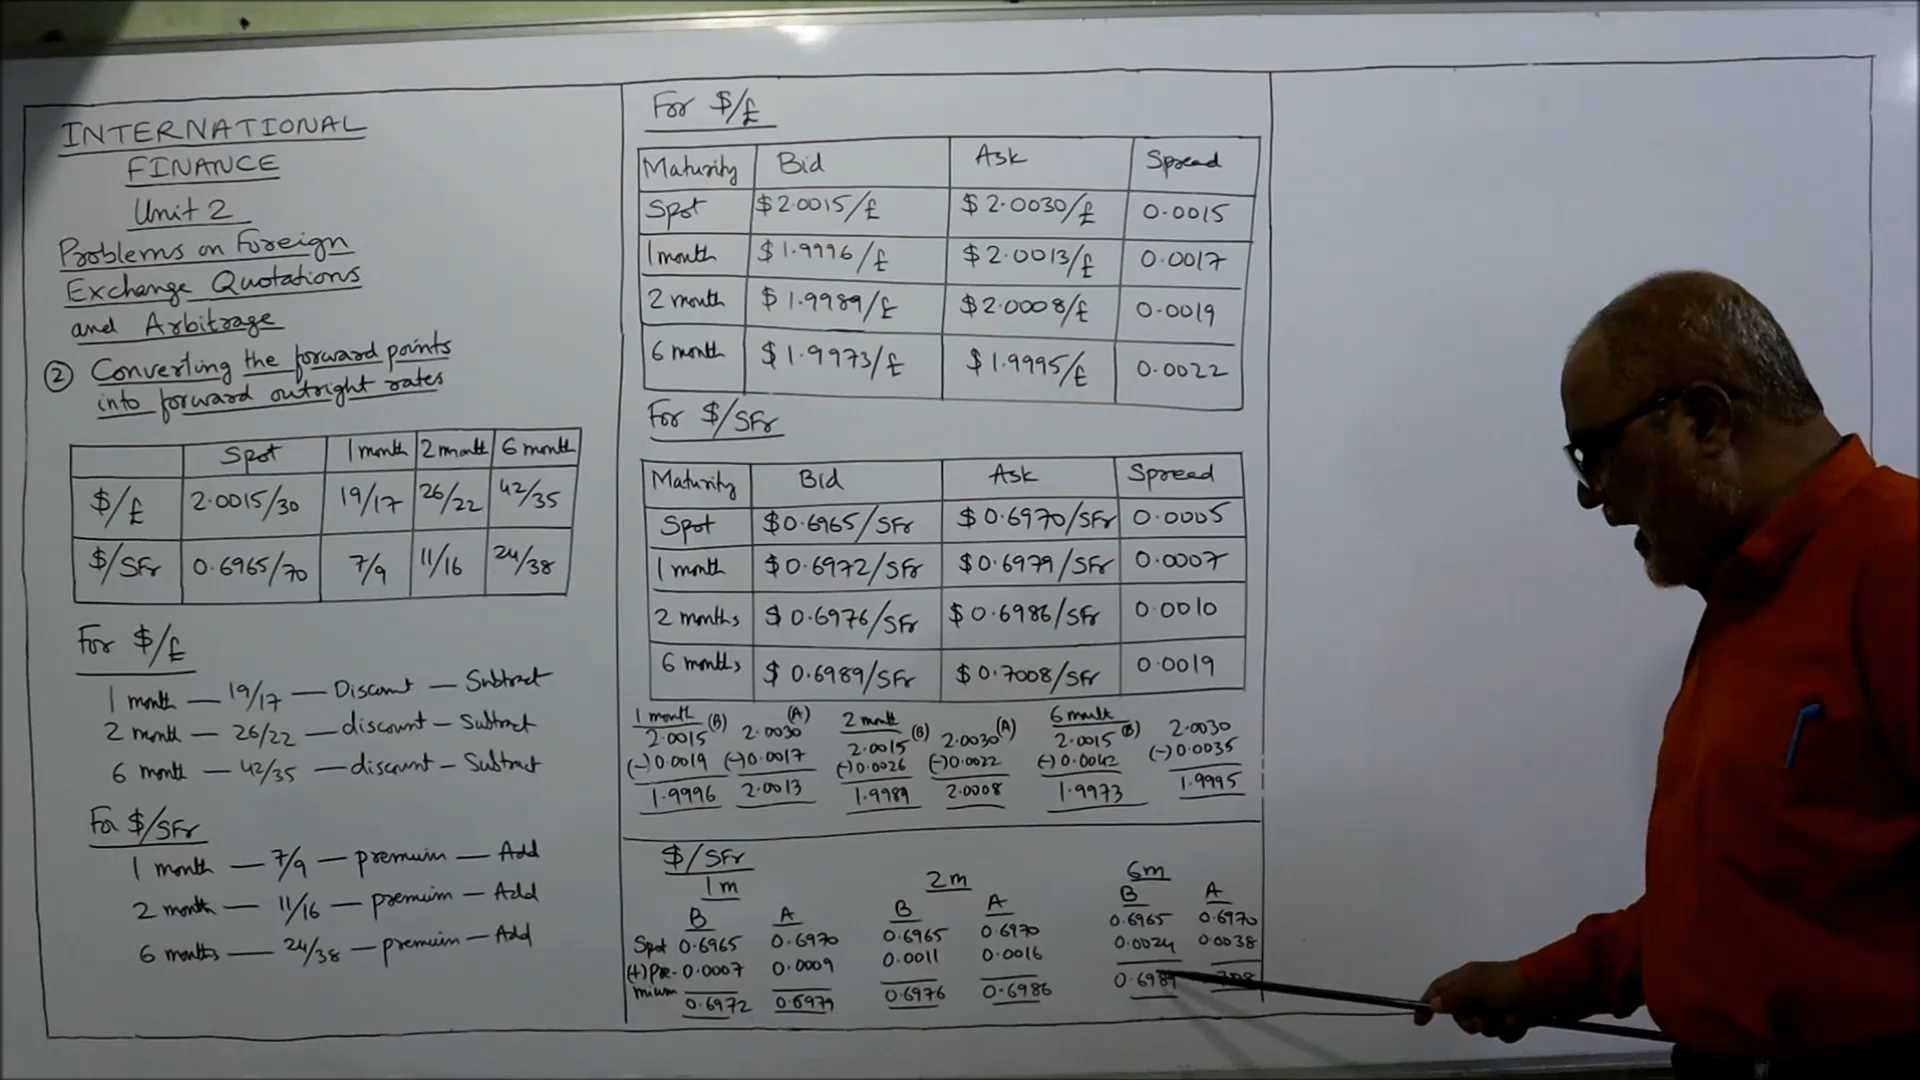 INTERNATIONAL
FINANCE
Unit 2
Problems on Foreign
Exchange Quotations
and Arbitrage
② Converting the forward points
into forward outright rates
Spot 1 month 2 month 6 month
$/£ 2.0015/30 19/17 26/22 42/35
$/SFr 0.6965/70 7/9 11/16 24/38
For $/£
1 month — 19/17 — Discount — Subtract
2 month — 26/22 — discount — Subtract
6 month — 42/35 — discount — Subtract
For $/SFr
1 month — 7/9 — premium — Add
2 month — 11/16 — premium — Add
6 months — 24/38 — premium — Add
For $/£
Maturity Bid Ask Spread
Spot $2.0015/£ $2.0030/£ 0.0015
1 month $1.9996/£ $2.0013/£ 0.0017
2 month $1.9989/£ $2.0008/£ 0.0019
6 month $1.9973/£ $1.9995/£ 0.0022
For $/SFr
Maturity Bid Ask Spread
Spot $0.6965/SFr $0.6970/SFr 0.0005
1 month $0.6972/SFr $0.6979/SFr 0.0007
2 months $0.6976/SFr $0.6986/SFr 0.0010
6 months $0.6989/SFr $0.7008/SFr 0.0019
1 month (B) (A) 2 month (B) (A) 6 month (B)
2.0015 2.0030 2.0015 2.0030 2.0015 2.0030
(-)0.0019 (-)0.0017 (-)0.0026 (-)0.0022 (-)0.0042 (-)0.0035
1.9996 2.0013 1.9989 2.0008 1.9973 1.9995
$/SFr
1m 2m 6m
B A B A B A
Spot 0.6965 0.6970 0.6965 0.6970 0.6965 0.6970
(+)Pre- 0.0007 0.0009 0.0011 0.0016 0.0024 0.0038
mium 0.6972 0.6979 0.6976 0.6986 0.6989